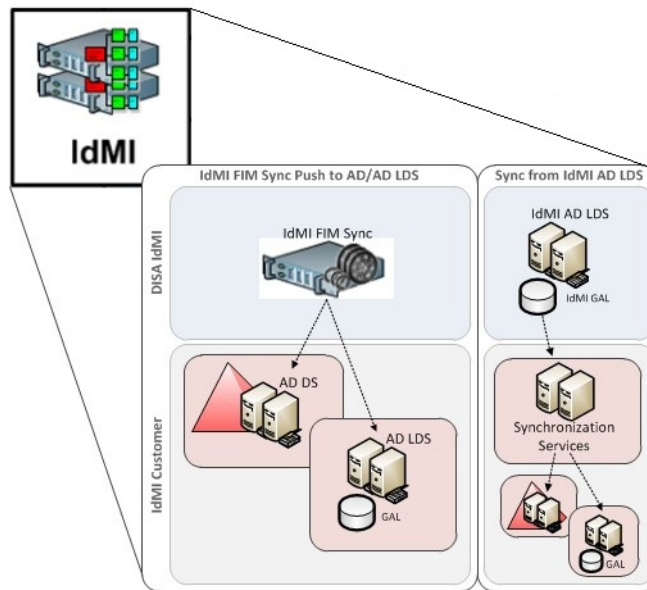 IdMI
IdMI FIM Sync Push to AD/AD LDS
Sync from IdMI AD LDS
DISA IdMI
IdMI FIM Sync
IdMI AD LDS
IdMI GAL
IdMI Customer
AD DS
AD LDS
GAL
Synchronization
Services
GAL